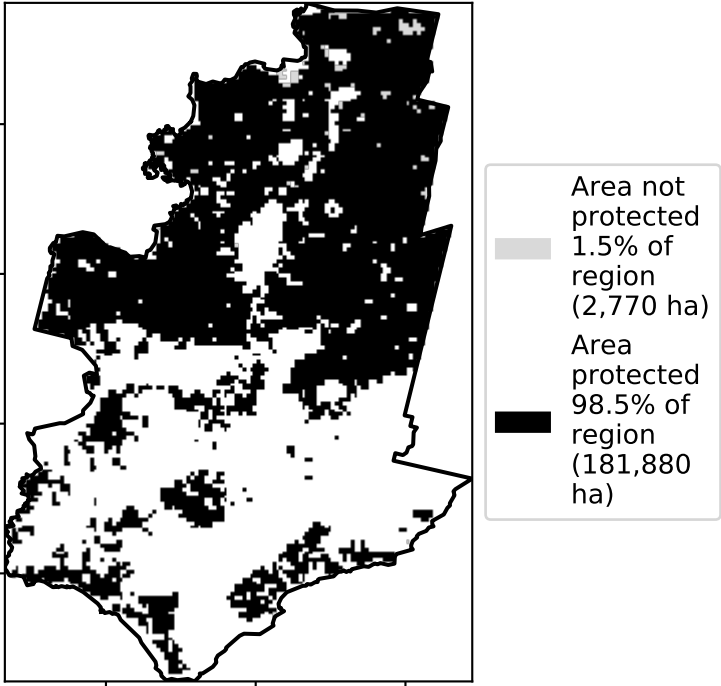 Area not
protected
1.5% of
region
(2,770 ha)
Area
protected
98.5% of
region
(181,880
ha)